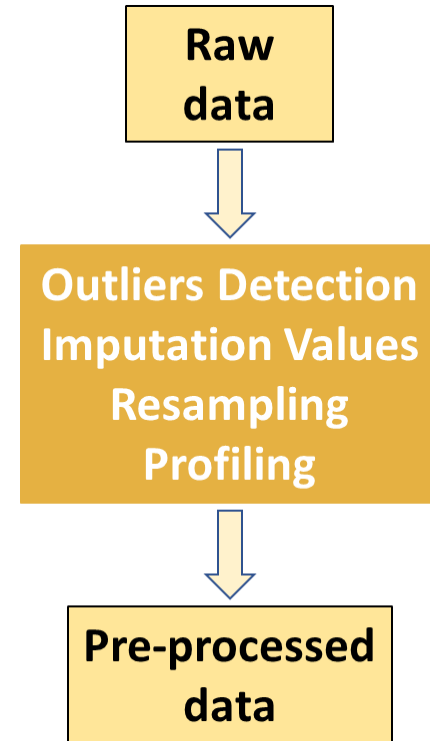 Raw
data
Outliers Detection
Imputation Values
Resampling
Profiling
Pre-processed
data